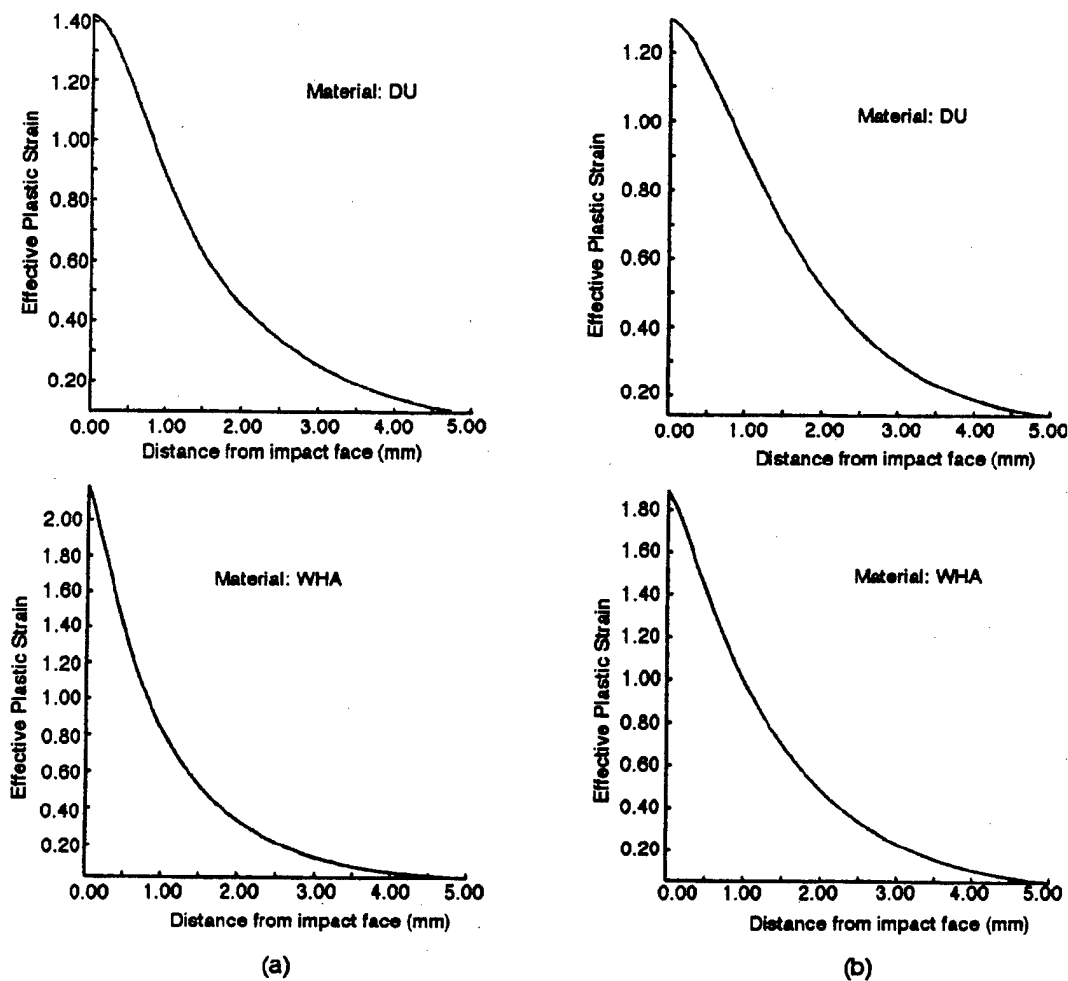 1.40
1.20
1.00
0.80
0.60
0.40
0.20
Effective Plastic Strain
Material: DU
0.00 1.00 2.00 3.00 4.00 5.00
Distance from impact face (mm)
1.20
1.00
0.80
0.60
0.40
0.20
Effective Plastic Strain
Material: DU
0.00 1.00 2.00 3.00 4.00 5.00
Distance from impact face (mm)
2.00
1.80
1.60
1.40
1.20
1.00
0.80
0.60
0.40
0.20
Effective Plastic Strain
Material: WHA
0.00 1.00 2.00 3.00 4.00 5.00
Distance from impact face (mm)
(a)
1.80
1.60
1.40
1.20
1.00
0.80
0.60
0.40
0.20
Effective Plastic Strain
Material: WHA
0.00 1.00 2.00 3.00 4.00 5.00
Distance from impact face (mm)
(b)